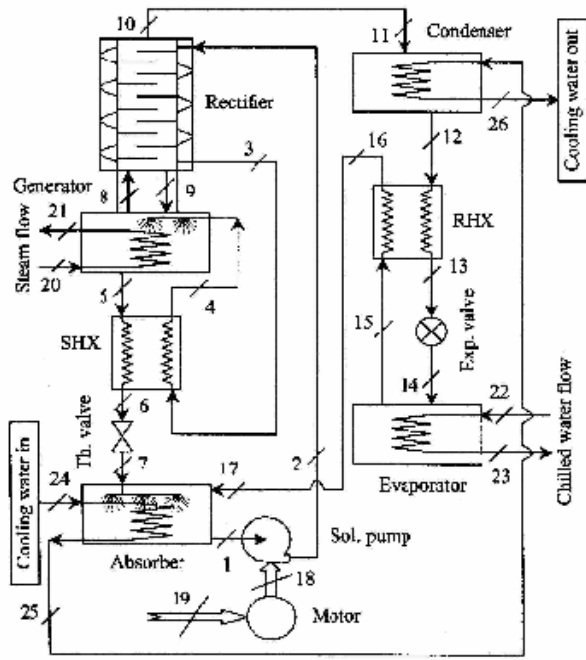 10
11
Condenser
Cooling water out
Rectifier
26
3
16
12
Generator
8
9
21
RHX
Steam flow
20
13
5
4
15
Exp. valve
SHX
14
22
6
Th. valve
2
23
Chilled water flow
7
17
Evaporator
Cooling water in
24
Sol. pump
Absorber
1
18
25
19
Motor